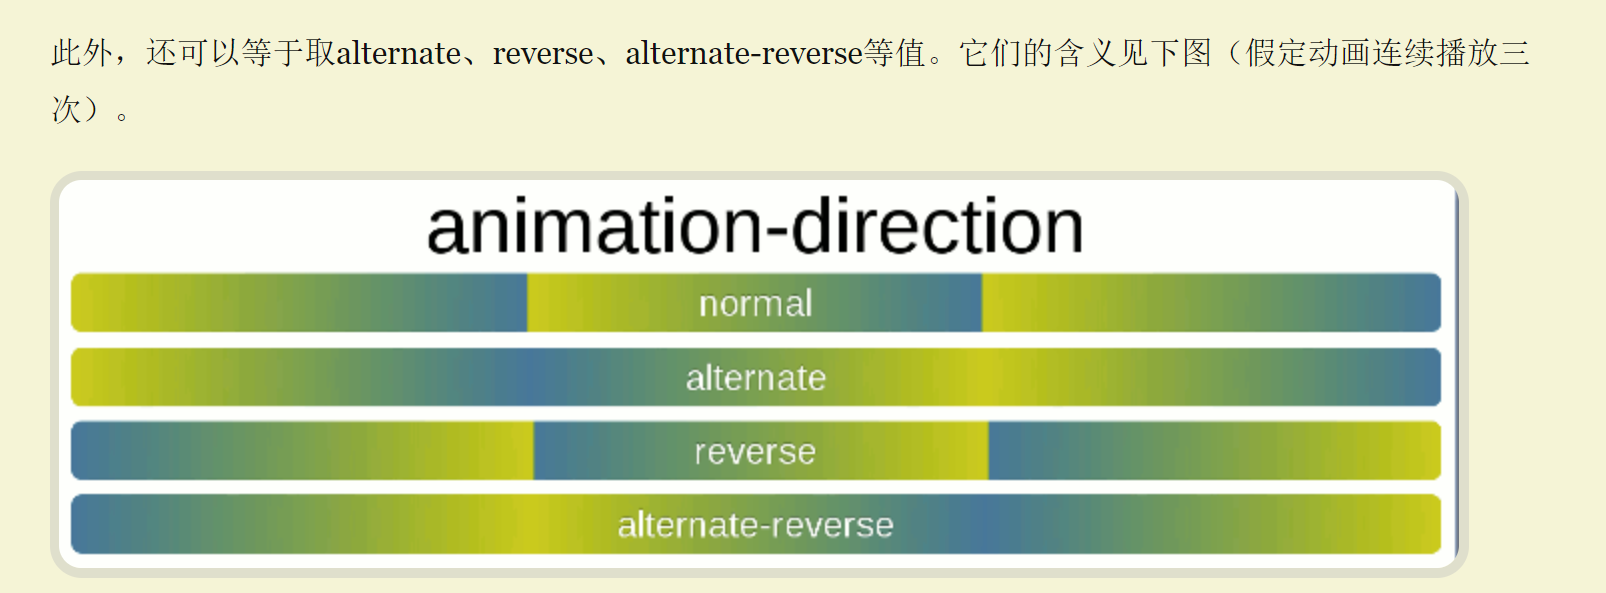 此外，还可以等于取alternate、reverse、alternate-reverse等值。它们的含义见下图（假定动画连续播放三
次）。
animation-direction
normal
alternate
reverse
alternate-reverse